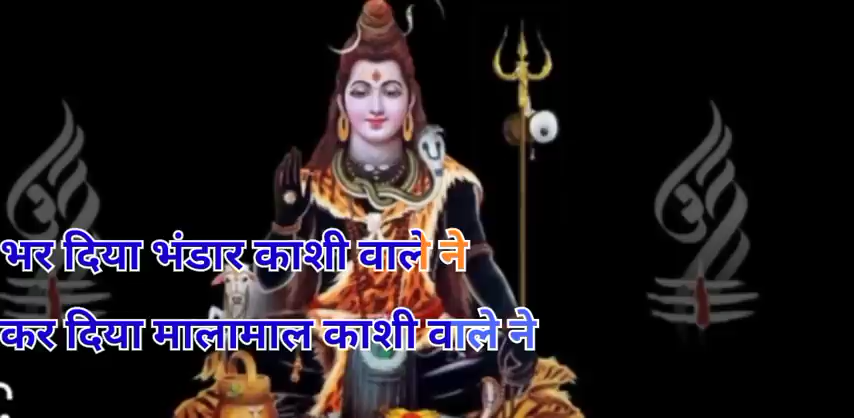 भर दिया भंडार काशी वाले ने
कर दिया मालामाल काशी वाले ने